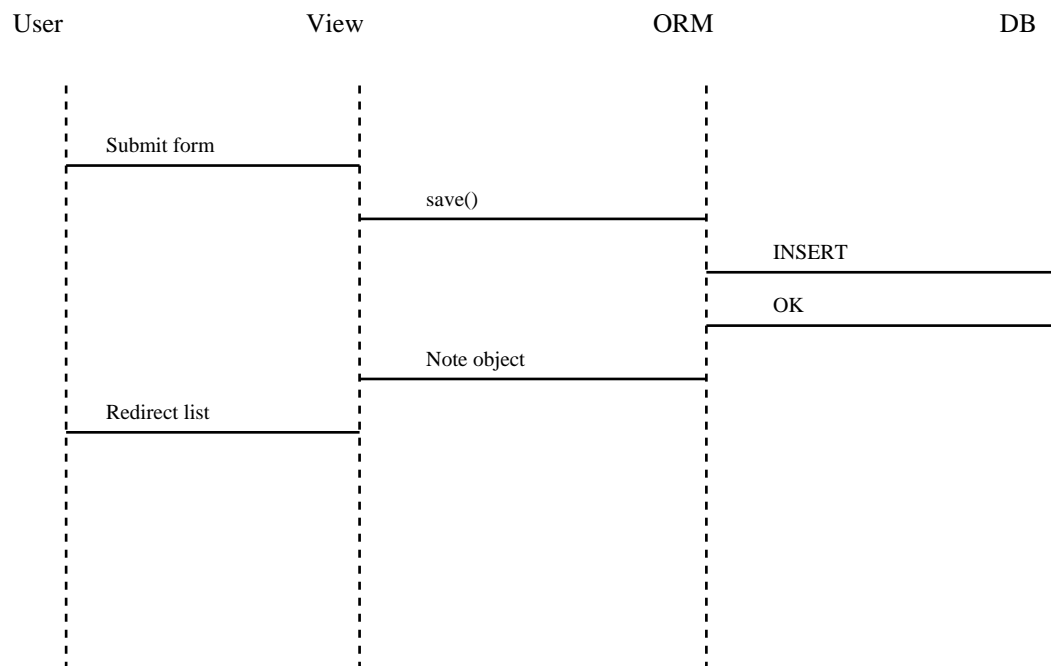 User View ORM DB
Submit form
save()
INSERT
OK
Note object
Redirect list